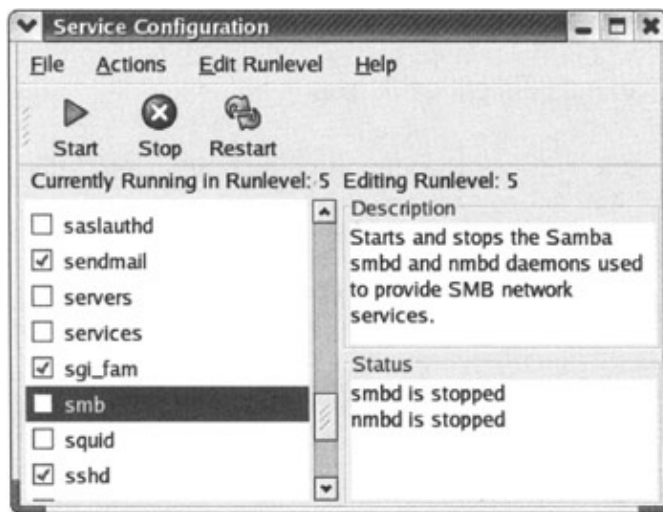 Service Configuration
File Actions Edit Runlevel Help
Start Stop Restart
Currently Running in Runlevel: 5 Editing Runlevel: 5
saslauthd
sendmail
servers
services
sgi_fam
smb
squid
sshd
Description
Starts and stops the Samba
smbd and nmbd daemons used
to provide SMB network
services.
Status
smbd is stopped
nmbd is stopped